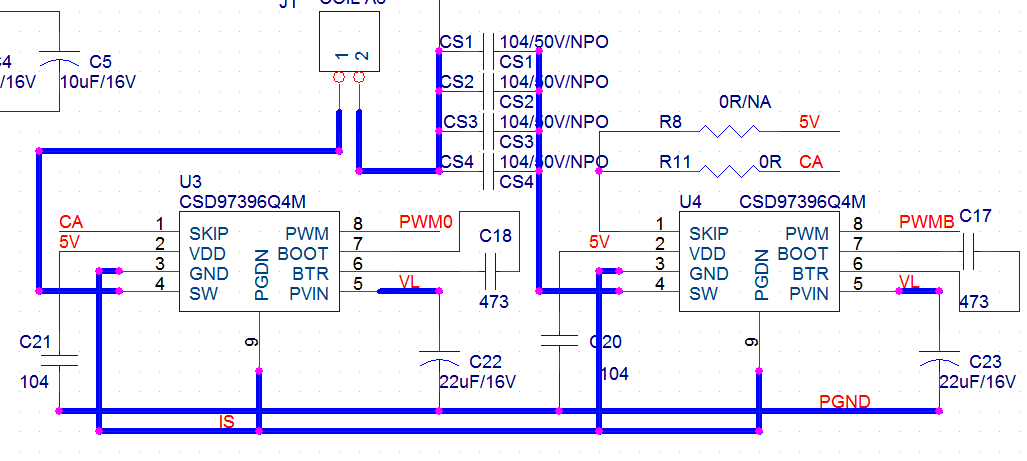 J1
1
2
C5
/16V
10uF/16V
CS1
104/50V/NPO
CS1
CS2
104/50V/NPO
CS2
CS3
104/50V/NPO
CS3
CS4
104/50V/NPO
CS4
0R/NA
R8
5V
R11
0R
CA
U3
CSD97396Q4M
CA
1
SKIP
PWM
8
PWM0
5V
2
VDD
BOOT
7
3
GND
BTR
6
4
SW
PVIN
5
VL
PGDN
9
C18
473
C21
104
C22
22uF/16V
IS
U4
CSD97396Q4M
1
SKIP
PWM
8
PWMB
5V
2
VDD
BOOT
7
3
GND
BTR
6
4
SW
PVIN
5
VL
PGDN
9
C17
473
C20
104
C23
22uF/16V
PGND